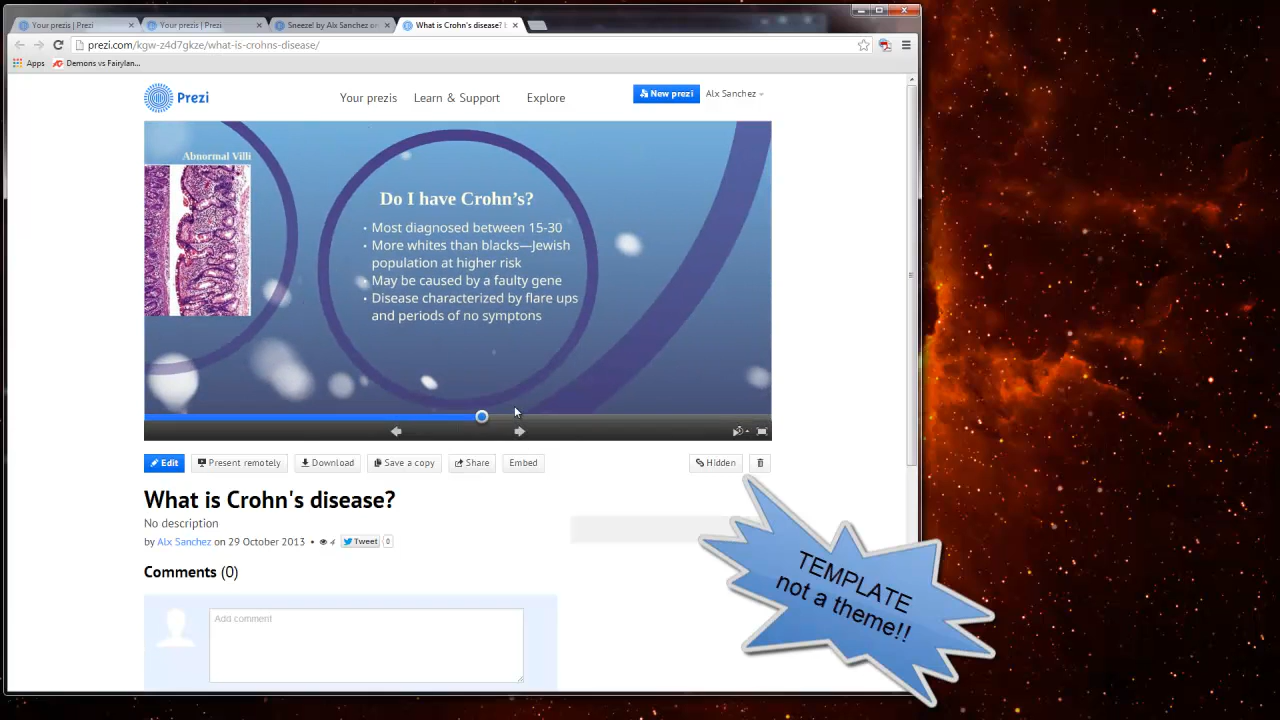 Your prezis | Prezi
Your prezis | Prezi
Sneeze! by Alx Sanchez on
What is Crohn's disease? b
prezi.com/kgw-z4d7gkze/what-is-crohns-disease/
Apps
Demons vs Fairylan...
Prezi
Your prezis
Learn & Support
Explore
New prezi
Alx Sanchez
Abnormal Villi
Do I have Crohn's?
• Most diagnosed between 15-30
• More whites than blacks—Jewish
population at higher risk
• May be caused by a faulty gene
• Disease characterized by flare ups
and periods of no symptons
Edit
Present remotely
Download
Save a copy
Share
Embed
Hidden
What is Crohn's disease?
No description
by Alx Sanchez on 29 October 2013 • 4 Tweet 0
Comments (0)
Add comment
TEMPLATE
not a theme!!